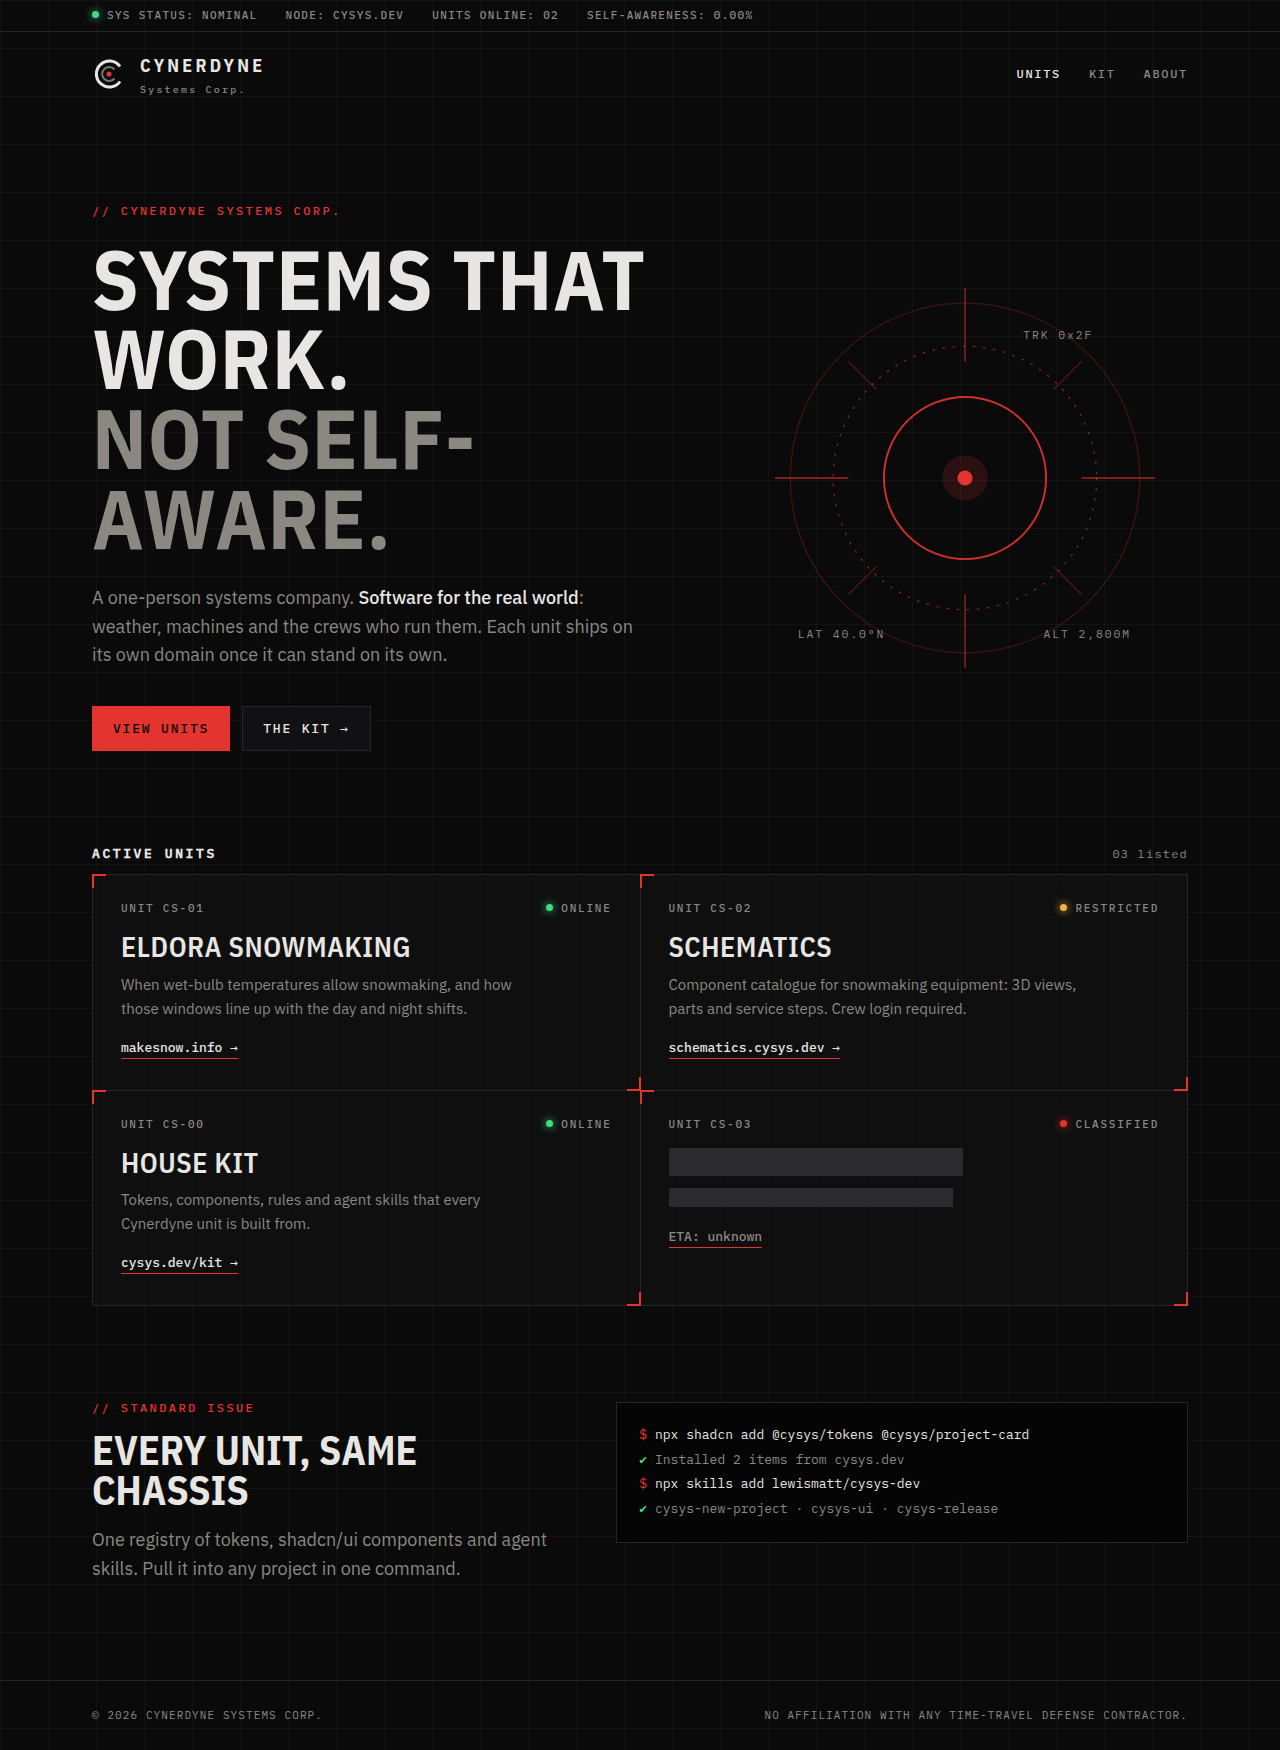 SYS STATUS: NOMINAL NODE: CYSYS.DEV UNITS ONLINE: 02 SELF-AWARENESS: 0.00%
CYNERDYNE
Systems Corp.
UNITS KIT ABOUT
// CYNERDYNE SYSTEMS CORP.
SYSTEMS THAT
WORK.
NOT SELF-
AWARE.
TRK 0x2F
LAT 40.0°N
ALT 2,800M
A one-person systems company. Software for the real world:
weather, machines and the crews who run them. Each unit ships on
its own domain once it can stand on its own.
VIEW UNITS
THE KIT →
ACTIVE UNITS
03 listed
UNIT CS-01
ONLINE
ELDORA SNOWMAKING
When wet-bulb temperatures allow snowmaking, and how
those windows line up with the day and night shifts.
makesnow.info →
UNIT CS-02
RESTRICTED
SCHEMATICS
Component catalogue for snowmaking equipment: 3D views,
parts and service steps. Crew login required.
schematics.cysys.dev →
UNIT CS-00
ONLINE
HOUSE KIT
Tokens, components, rules and agent skills that every
Cynerdyne unit is built from.
cysys.dev/kit →
UNIT CS-03
CLASSIFIED
ETA: unknown
// STANDARD ISSUE
EVERY UNIT, SAME
CHASSIS
One registry of tokens, shadcn/ui components and agent
skills. Pull it into any project in one command.
$ npx shadcn add @cysys/tokens @cysys/project-card
✔ Installed 2 items from cysys.dev
$ npx skills add lewismatt/cysys-dev
✔ cysys-new-project · cysys-ui · cysys-release
© 2026 CYNERDYNE SYSTEMS CORP.
NO AFFILIATION WITH ANY TIME-TRAVEL DEFENSE CONTRACTOR.